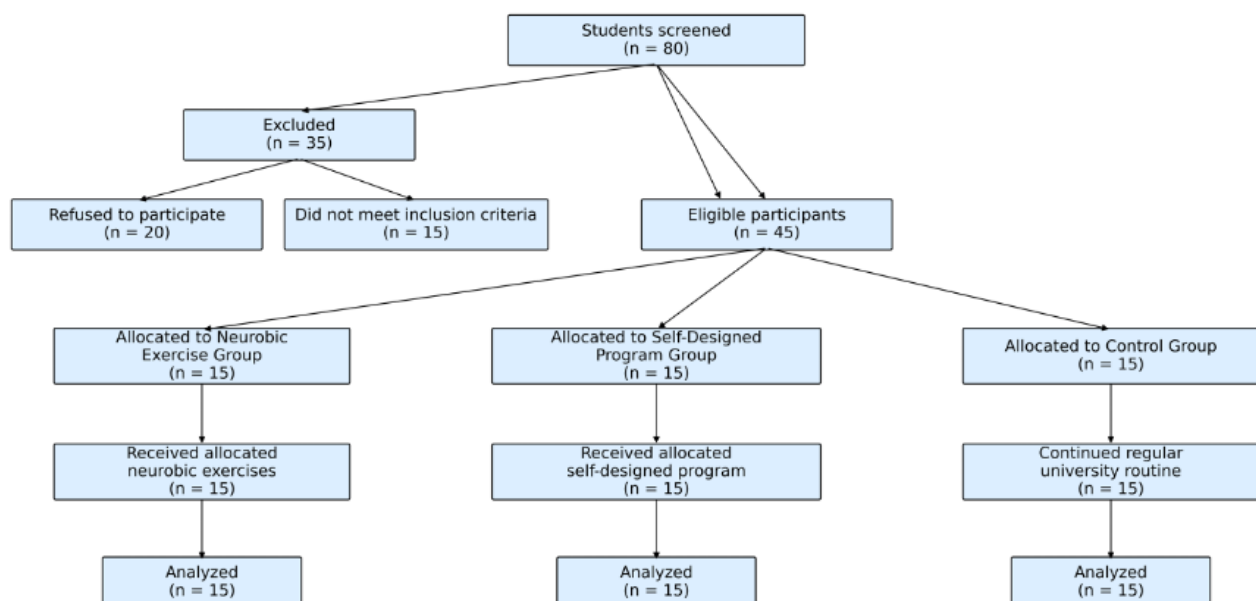 Students screened
(n = 80)
Excluded
(n = 35)
Refused to participate
(n = 20)
Did not meet inclusion criteria
(n = 15)
Eligible participants
(n = 45)
Allocated to Neurobic
Exercise Group
(n = 15)
Allocated to Self-Designed
Program Group
(n = 15)
Allocated to Control Group
(n = 15)
Received allocated
neurobic exercises
(n = 15)
Received allocated
self-designed program
(n = 15)
Continued regular
university routine
(n = 15)
Analyzed
(n = 15)
Analyzed
(n = 15)
Analyzed
(n = 15)